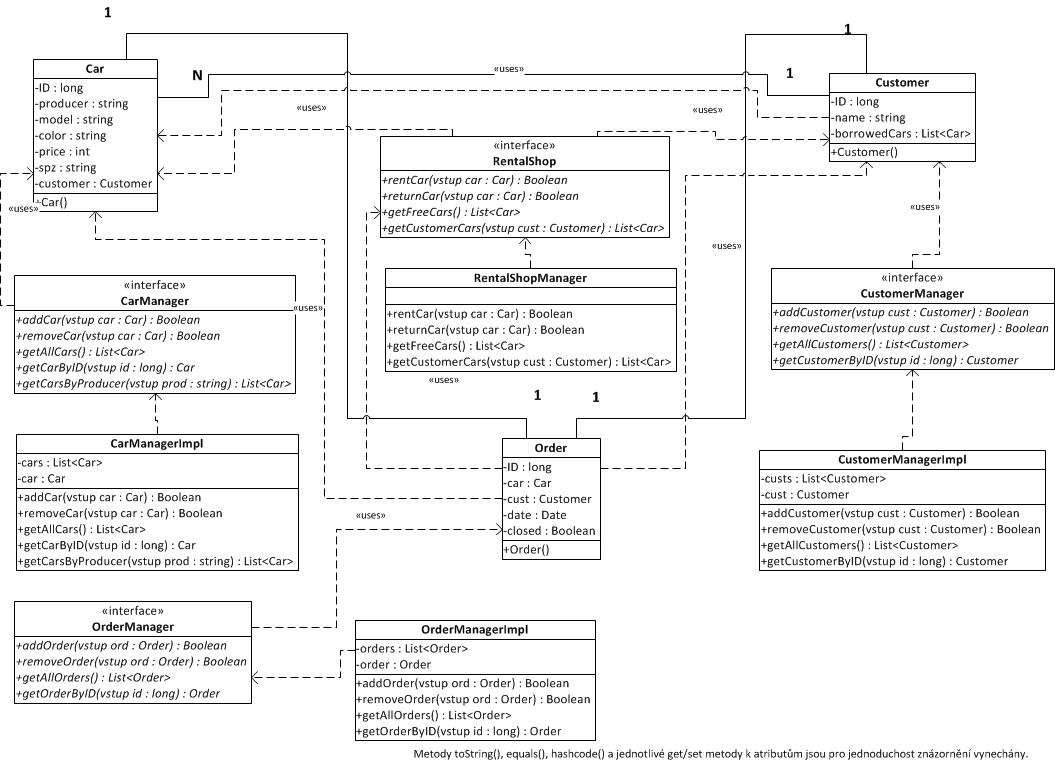 1
1
N
«uses»
1
Car
-ID : long
-producer : string
-model : string
-color : string
-price : int
-spz : string
-customer : Customer
+Car()
«uses»
«uses»
«uses»
Customer
-ID : long
-name : string
-borrowedCars : List<Car>
+Customer()
«interface»
RentalShop
+rentCar(vstup car : Car) : Boolean
+returnCar(vstup car : Car) : Boolean
+getFreeCars() : List<Car>
+getCustomerCars(vstup cust : Customer) : List<Car>
«uses»
«uses»
RentalShopManager
+rentCar(vstup car : Car) : Boolean
+returnCar(vstup car : Car) : Boolean
+getFreeCars() : List<Car>
+getCustomerCars(vstup cust : Customer) : List<Car>
«uses»
«interface»
CarManager
+addCar(vstup car : Car) : Boolean
+removeCar(vstup car : Car) : Boolean
+getAllCars() : List<Car>
+getCarByID(vstup id : long) : Car
+getCarsByProducer(vstup prod : string) : List<Car>
«uses»
«interface»
CustomerManager
+addCustomer(vstup cust : Customer) : Boolean
+removeCustomer(vstup cust : Customer) : Boolean
+getAllCustomers() : List<Customer>
+getCustomerByID(vstup id : long) : Customer
1
1
CarManagerImpl
-cars : List<Car>
-car : Car
+addCar(vstup car : Car) : Boolean
+removeCar(vstup car : Car) : Boolean
+getAllCars() : List<Car>
+getCarByID(vstup id : long) : Car
+getCarsByProducer(vstup prod : string) : List<Car>
Order
-ID : long
-car : Car
-cust : Customer
-date : Date
-closed : Boolean
+Order()
«uses»
CustomerManagerImpl
-custs : List<Customer>
-cust : Customer
+addCustomer(vstup cust : Customer) : Boolean
+removeCustomer(vstup cust : Customer) : Boolean
+getAllCustomers() : List<Customer>
+getCustomerByID(vstup id : long) : Customer
«interface»
OrderManager
+addOrder(vstup ord : Order) : Boolean
+removeOrder(vstup ord : Order) : Boolean
+getAllOrders() : List<Order>
+getOrderByID(vstup id : long) : Order
OrderManagerImpl
-orders : List<Order>
-order : Order
+addOrder(vstup ord : Order) : Boolean
+removeOrder(vstup ord : Order) : Boolean
+getAllOrders() : List<Order>
+getOrderByID(vstup id : long) : Order
Metody toString(), equals(), hashcode() a jednotlivé get/set metody k atributům jsou pro jednoduchost znázornění vynechány.